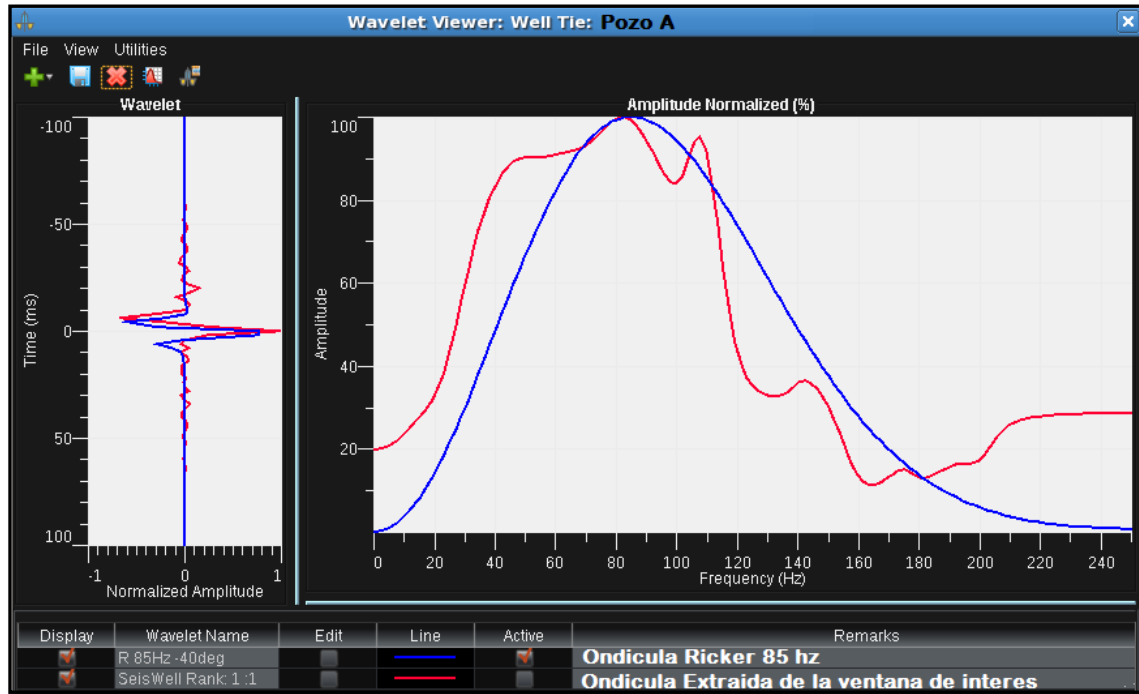 Wavelet Viewer: Well Tie: Pozo A
File View Utilities
Wavelet
-100
-50
0
50
100
Time (ms)
-1 0 1
Normalized Amplitude
Amplitude Normalized (%)
100
80
60
40
20
Amplitude
0 20 40 60 80 100 120 140 160 180 200 220 240
Frequency (Hz)
Display Wavelet Name Edit Line Active Remarks
R 85Hz -40deg Ondicula Ricker 85 hz
SeisWell Rank: 1 :1 Ondicula Extraida de la ventana de interes